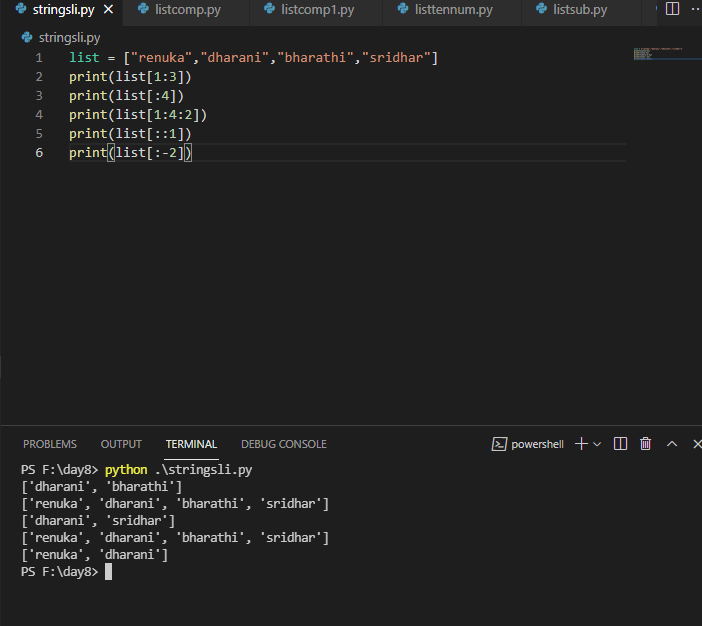 stringsli.py
listcomp.py
listcomp1.py
listtennum.py
listsub.py
stringsli.py
1 list = ["renuka","dharani","bharathi","sridhar"]
2 print(list[1:3])
3 print(list[:4])
4 print(list[1:4:2])
5 print(list[::1])
6 print(list[:-2])
PROBLEMS OUTPUT TERMINAL DEBUG CONSOLE powershell
PS F:\day8> python .\stringsli.py
['dharani', 'bharathi']
['renuka', 'dharani', 'bharathi', 'sridhar']
['dharani', 'sridhar']
['renuka', 'dharani', 'bharathi', 'sridhar']
['renuka', 'dharani']
PS F:\day8>